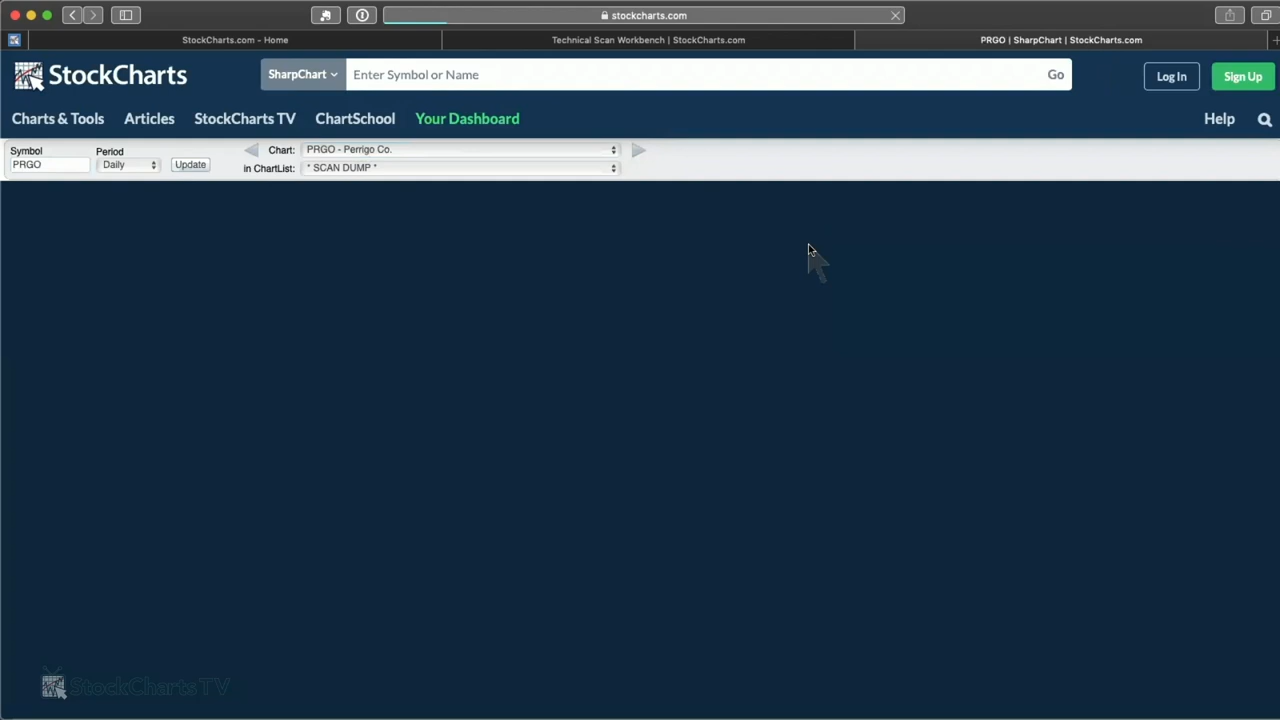 stockcharts.com
StockCharts.com - Home
Technical Scan Workbench | StockCharts.com
PRGO | SharpChart | StockCharts.com
StockCharts
SharpChart
Enter Symbol or Name
Go
Log In
Sign Up
Charts & Tools
Articles
StockCharts TV
ChartSchool
Your Dashboard
Help
Symbol
Period
Chart:
PRGO - Perrigo Co.
PRGO
Daily
Update
in ChartList:
* SCAN DUMP *
StockCharts TV